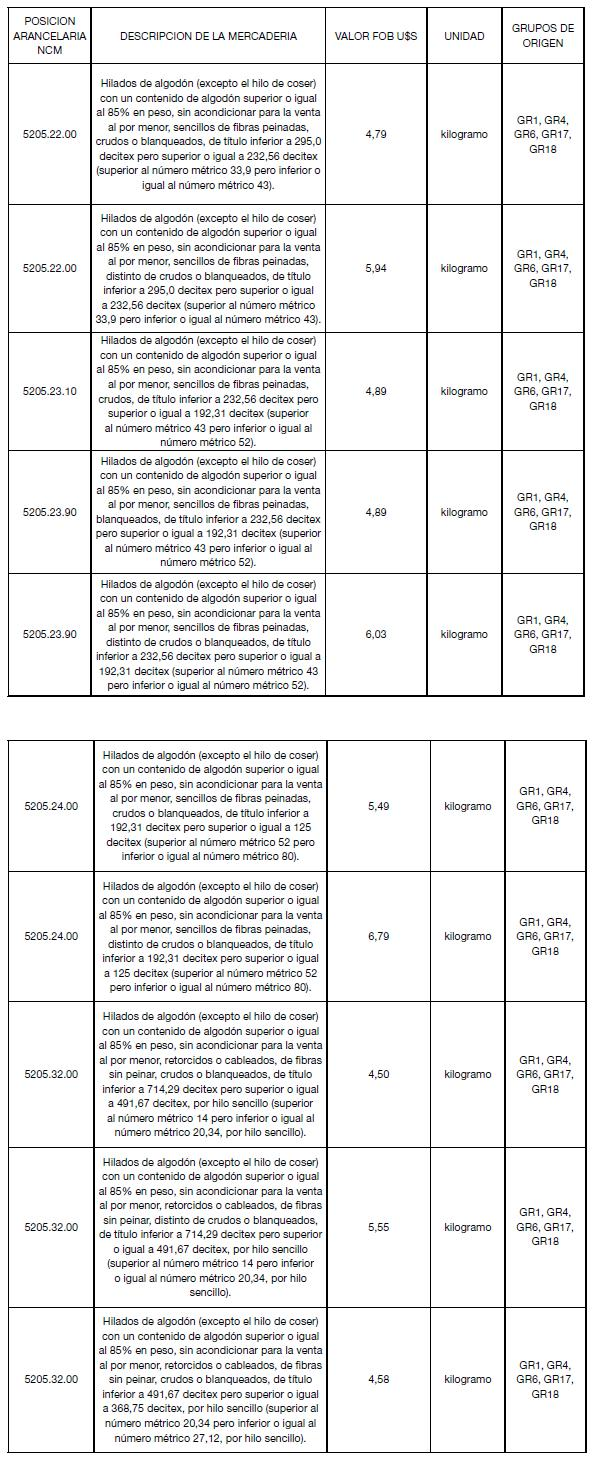 POSICION
ARANCELARIA
NCM
DESCRIPCION DE LA MERCADERIA
VALOR FOB U$S
UNIDAD
GRUPOS DE
ORIGEN
5205.22.00
Hilados de algodón (excepto el hilo de coser)
con un contenido de algodón superior o igual
al 85% en peso, sin acondicionar para la venta
al por menor, sencillos de fibras peinadas,
crudos o blanqueados, de título inferior a 295,0
decitex pero superior o igual a 232,56 decitex
(superior al número métrico 33,9 pero inferior o
igual al número métrico 43).
4,79
kilogramo
GR1, GR4,
GR6, GR17,
GR18
5205.22.00
Hilados de algodón (excepto el hilo de coser)
con un contenido de algodón superior o igual
al 85% en peso, sin acondicionar para la venta
al por menor, sencillos de fibras peinadas,
distinto de crudos o blanqueados, de título
inferior a 295,0 decitex pero superior o igual
a 232,56 decitex (superior al número métrico
33,9 pero inferior o igual al número métrico 43).
5,94
kilogramo
GR1, GR4,
GR6, GR17,
GR18
5205.23.10
Hilados de algodón (excepto el hilo de coser)
con un contenido de algodón superior o igual
al 85% en peso, sin acondicionar para la venta
al por menor, sencillos de fibras peinadas,
crudos, de título inferior a 232,56 decitex pero
superior o igual a 192,31 decitex (superior
al número métrico 43 pero inferior o igual al
número métrico 52).
4,89
kilogramo
GR1, GR4,
GR6, GR17,
GR18
5205.23.90
Hilados de algodón (excepto el hilo de coser)
con un contenido de algodón superior o igual
al 85% en peso, sin acondicionar para la venta
al por menor, sencillos de fibras peinadas,
blanqueados, de título inferior a 232,56 decitex
pero superior o igual a 192,31 decitex (superior
al número métrico 43 pero inferior o igual al
número métrico 52).
4,89
kilogramo
GR1, GR4,
GR6, GR17,
GR18
5205.23.90
Hilados de algodón (excepto el hilo de coser)
con un contenido de algodón superior o igual
al 85% en peso, sin acondicionar para la venta
al por menor, sencillos de fibras peinadas,
distinto de crudos o blanqueados, de título
inferior a 232,56 decitex pero superior o igual a
192,31 decitex (superior al número métrico 43
pero inferior o igual al número métrico 52).
6,03
kilogramo
GR1, GR4,
GR6, GR17,
GR18
5205.24.00
Hilados de algodón (excepto el hilo de coser)
con un contenido de algodón superior o igual
al 85% en peso, sin acondicionar para la venta
al por menor, sencillos de fibras peinadas,
crudos o blanqueados, de título inferior a
192,31 decitex pero superior o igual a 125
decitex (superior al número métrico 52 pero
inferior o igual al número métrico 80).
5,49
kilogramo
GR1, GR4,
GR6, GR17,
GR18
5205.24.00
Hilados de algodón (excepto el hilo de coser)
con un contenido de algodón superior o igual
al 85% en peso, sin acondicionar para la venta
al por menor, sencillos de fibras peinadas,
distinto de crudos o blanqueados, de título
inferior a 192,31 decitex pero superior o igual
a 125 decitex (superior al número métrico 52
pero inferior o igual al número métrico 80).
6,79
kilogramo
GR1, GR4,
GR6, GR17,
GR18
5205.32.00
Hilados de algodón (excepto el hilo de coser)
con un contenido de algodón superior o igual
al 85% en peso, sin acondicionar para la venta
al por menor, retorcidos o cableados, de fibras
sin peinar, crudos o blanqueados, de título
inferior a 714,29 decitex pero superior o igual
a 491,67 decitex, por hilo sencillo (superior
al número métrico 14 pero inferior o igual al
número métrico 20,34, por hilo sencillo).
4,50
kilogramo
GR1, GR4,
GR6, GR17,
GR18
5205.32.00
Hilados de algodón (excepto el hilo de coser)
con un contenido de algodón superior o igual
al 85% en peso, sin acondicionar para la venta
al por menor, retorcidos o cableados, de fibras
sin peinar, distinto de crudos o blanqueados,
de título inferior a 714,29 decitex pero superior
o igual a 491,67 decitex, por hilo sencillo
(superior al número métrico 14 pero inferior
o igual al número métrico 20,34, por hilo
sencillo).
5,55
kilogramo
GR1, GR4,
GR6, GR17,
GR18
5205.32.00
Hilados de algodón (excepto el hilo de coser)
con un contenido de algodón superior o igual
al 85% en peso, sin acondicionar para la venta
al por menor, retorcidos o cableados, de fibras
sin peinar, crudos o blanqueados, de título
inferior a 491,67 decitex pero superior o igual a
368,75 decitex, por hilo sencillo (superior al
número métrico 20,34 pero inferior o igual al
número métrico 27,12, por hilo sencillo).
4,58
kilogramo
GR1, GR4,
GR6, GR17,
GR18